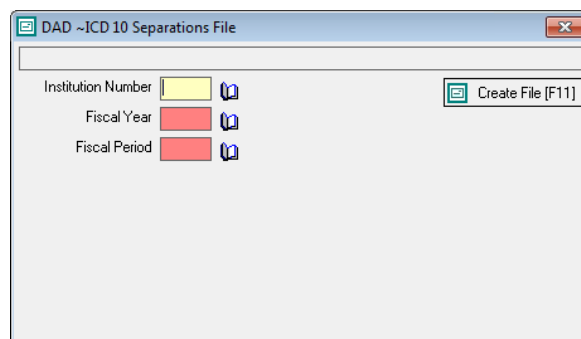 DAD ~ICD 10 Separations File
Institution Number
Create File [F11]
Fiscal Year
Fiscal Period